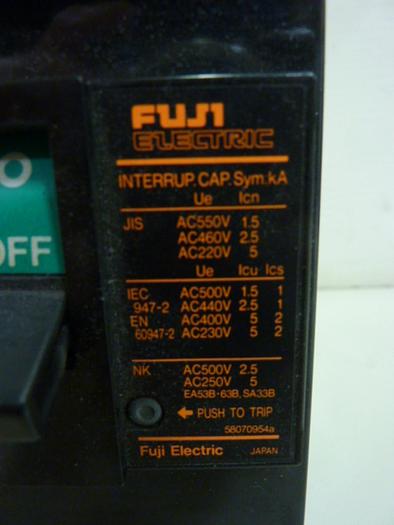 FUJI
ELECTRIC
INTERRUP.CAP.Sym.kA
Ue Icn
JIS AC550V 1.5
AC460V 2.5
AC220V 5
Ue Icu Ics
IEC AC500V 1.5 1
947-2 AC440V 2.5 1
EN AC400V 5 2
60947-2 AC230V 5 2
NK AC500V 2.5
AC250V 5
EA53B·63B, SA33B
← PUSH TO TRIP
58070954a
Fuji Electric JAPAN
O
OFF